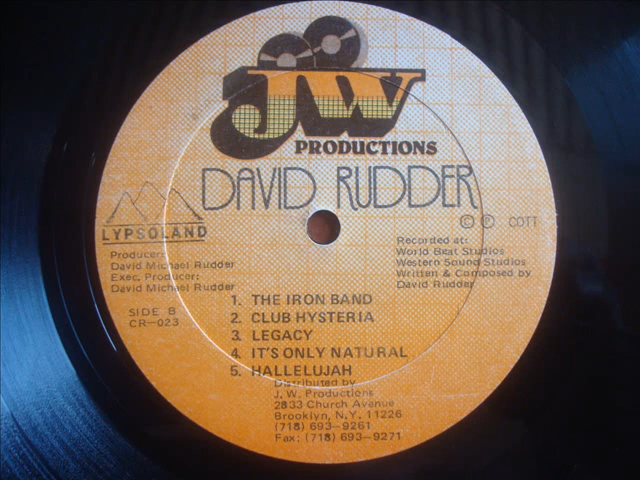 JW
PRODUCTIONS
DAVID RUDDER
LYPSOLAND
© ℗ COTT
Producer:
David Michael Rudder
Exec. Producer:
David Michael Rudder
Recorded at:
World Beat Studios
Western Sound Studios
Written & Composed by
David Rudder
SIDE B
CR-023
1. THE IRON BAND
2. CLUB HYSTERIA
3. LEGACY
4. IT'S ONLY NATURAL
5. HALLELUJAH
Distributed by
J. W. Productions
2833 Church Avenue
Brooklyn, N.Y. 11226
(718) 693-9261
Fax: (718) 693-9271